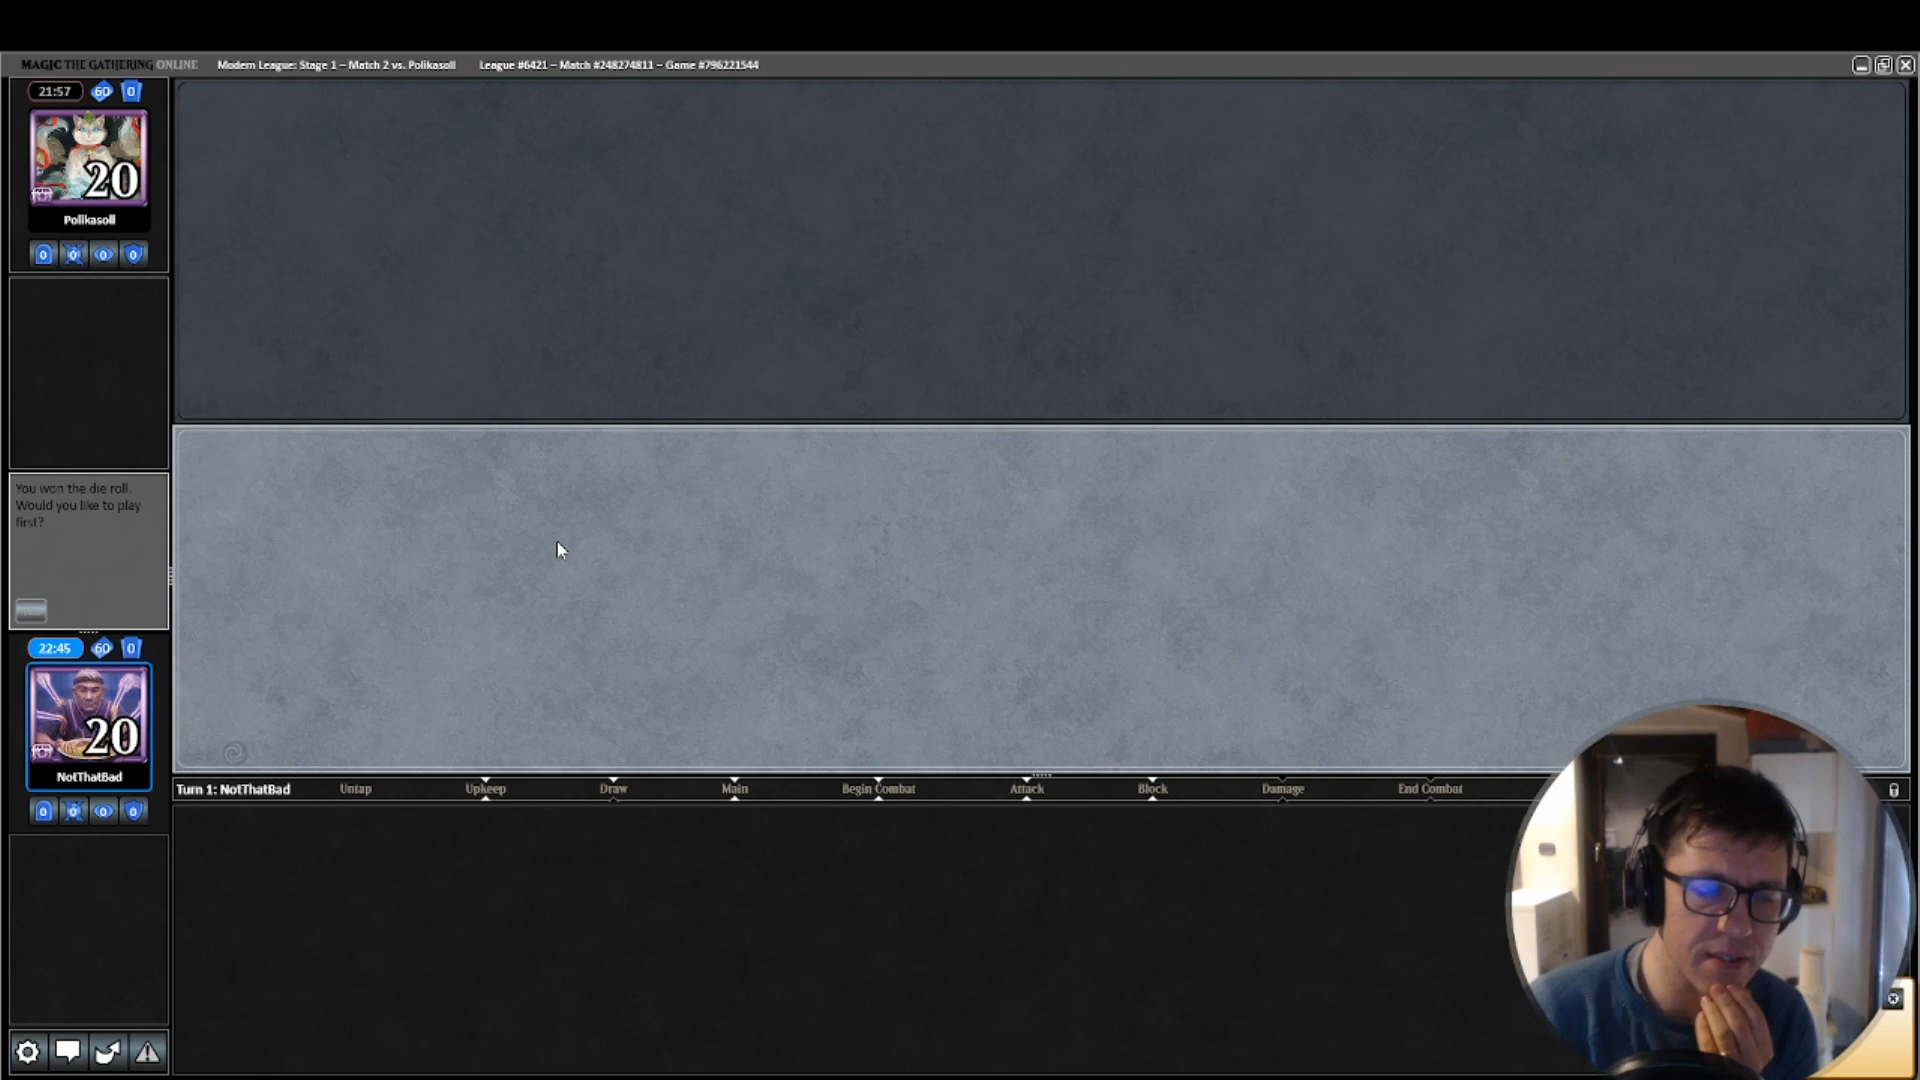 MAGIC THE GATHERING ONLINE Modern League: Stage 1 – Match 2 vs. Polikasoll League #6421 – Match #248274811 – Game #796221544
21:57 60 0
20
Polikasoll
0 0 0 0
You won the die roll.
Would you like to play
first?
22:45 60 0
20
NotThatBad
Turn 1: NotThatBad Untap Upkeep Draw Main Begin Combat Attack Block Damage End Combat
0 0 0 0